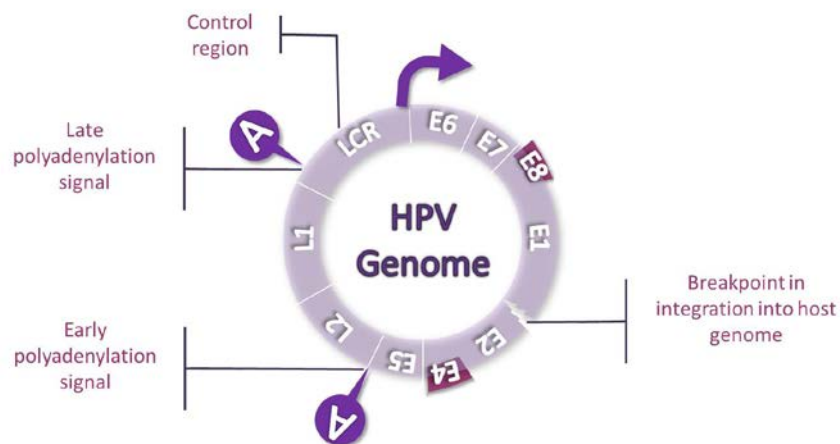 Control
region
Late
polyadenylation
signal
A
LCR
E6
E7
E8
E1
HPV
Genome
L1
L2
E5
E4
E2
Breakpoint in
integration into host
genome
Early
polyadenylation
signal
A